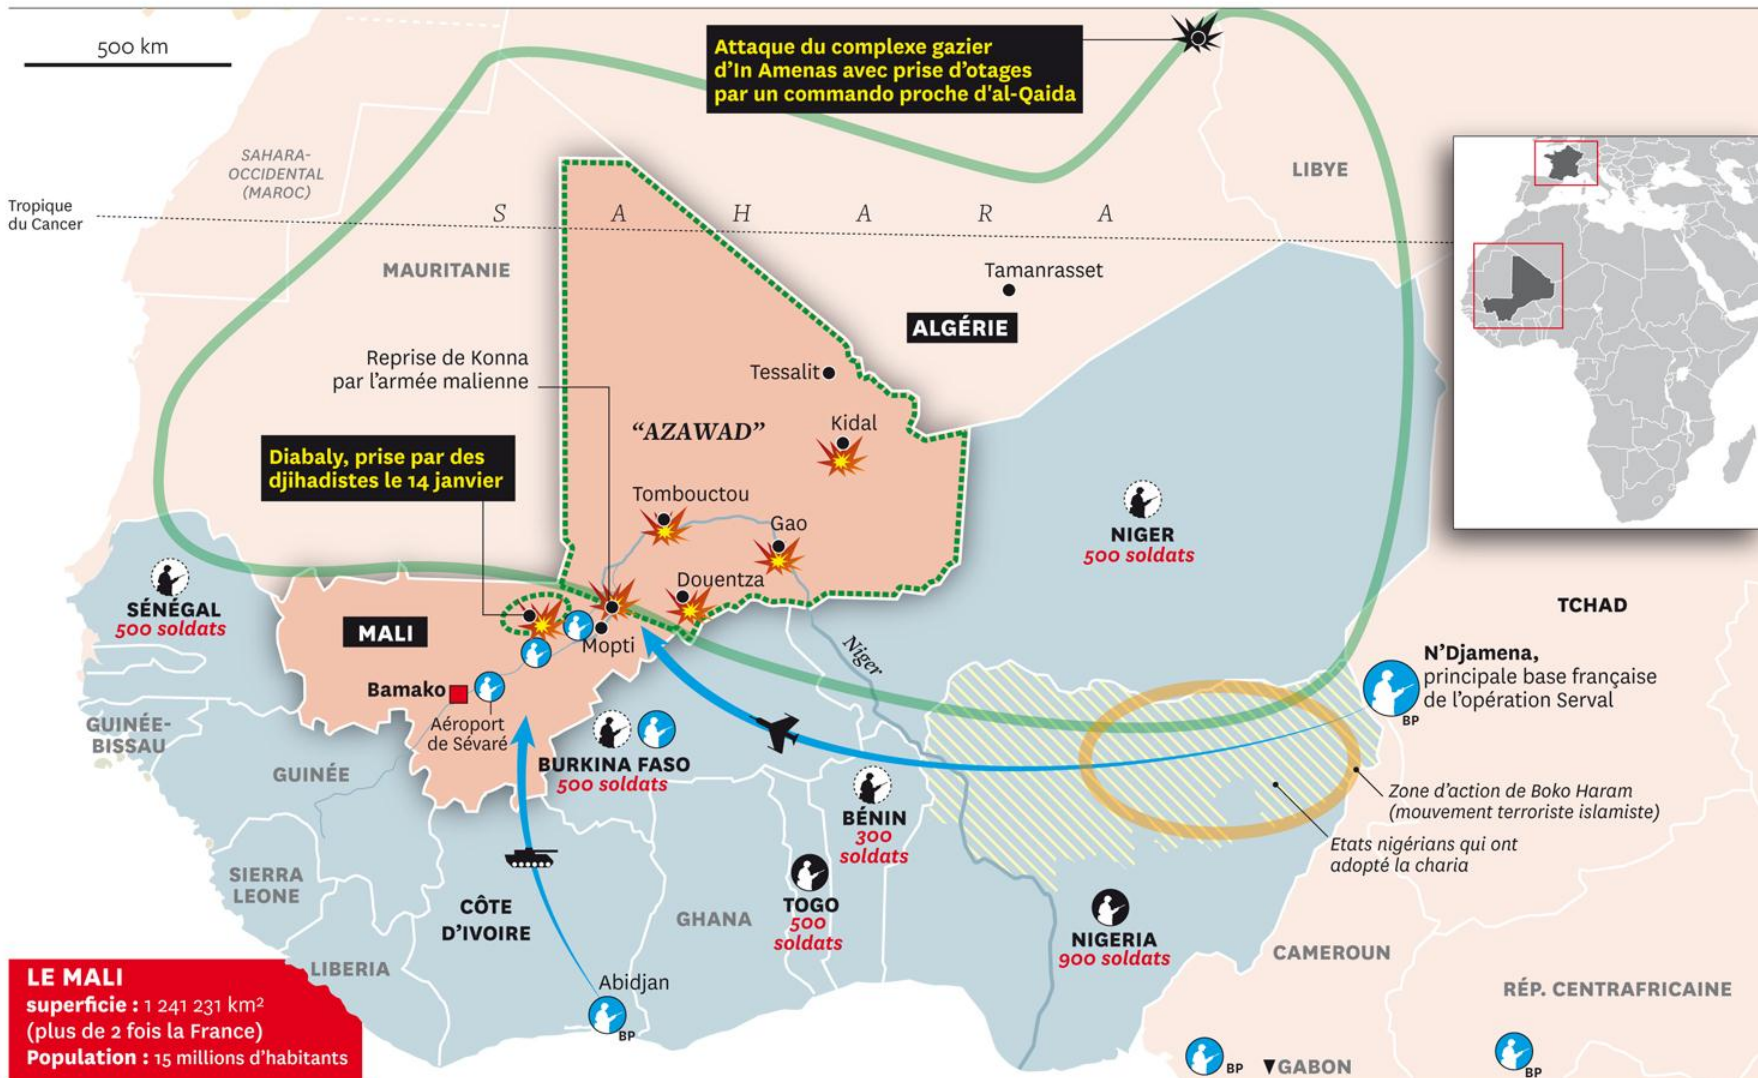 500 km
Attaque du complexe gazier
d'In Amenas avec prise d'otages
par un commando proche d'al-Qaida
SAHARA-
OCCIDENTAL
(MAROC)
LIBYE
Tropique
du Cancer
S A H A R A
MAURITANIE
Tamanrasset
ALGÉRIE
Reprise de Konna
par l'armée malienne
Tessalit
"AZAWAD"
Kidal
Diabaly, prise par des
djihadistes le 14 janvier
Tombouctou
Gao
NIGER
500 soldats
Douentza
SÉNÉGAL
500 soldats
MALI
Mopti
Niger
TCHAD
N'Djamena,
principale base française
de l'opération Serval
BP
Bamako
Aéroport
de Sévaré
GUINÉE-
BISSAU
GUINÉE
BURKINA FASO
500 soldats
Zone d'action de Boko Haram
(mouvement terroriste islamiste)
BÉNIN
300
soldats
Etats nigérians qui ont
adopté la charia
SIERRA
LEONE
CÔTE
D'IVOIRE
GHANA
TOGO
500
soldats
NIGERIA
900 soldats
CAMEROUN
LIBERIA
Abidjan
BP
RÉP. CENTRAFRICAINE
LE MALI
superficie : 1 241 231 km²
(plus de 2 fois la France)
Population : 15 millions d'habitants
BP
▼GABON
BP